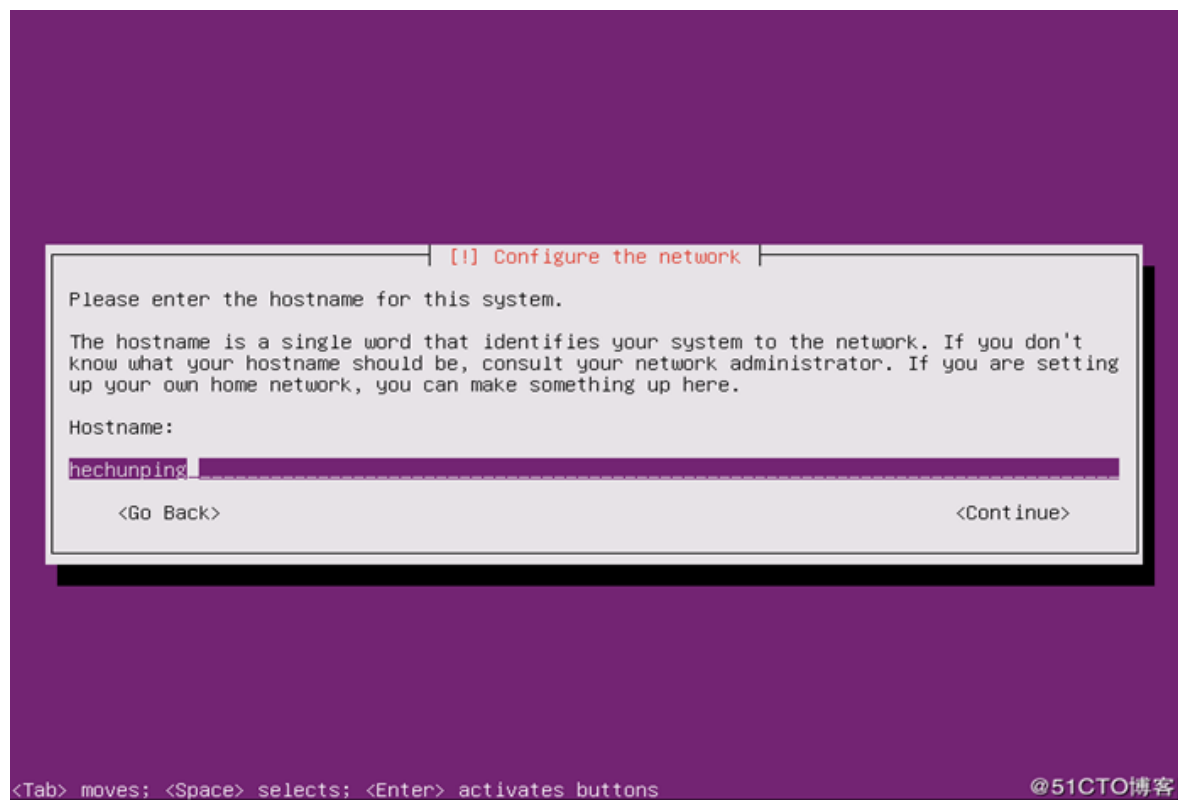 [!] Configure the network
Please enter the hostname for this system.
The hostname is a single word that identifies your system to the network. If you don't
know what your hostname should be, consult your network administrator. If you are setting
up your own home network, you can make something up here.
Hostname:
hechunping
<Go Back> <Continue>
<Tab> moves; <Space> selects; <Enter> activates buttons
@51CTO博客